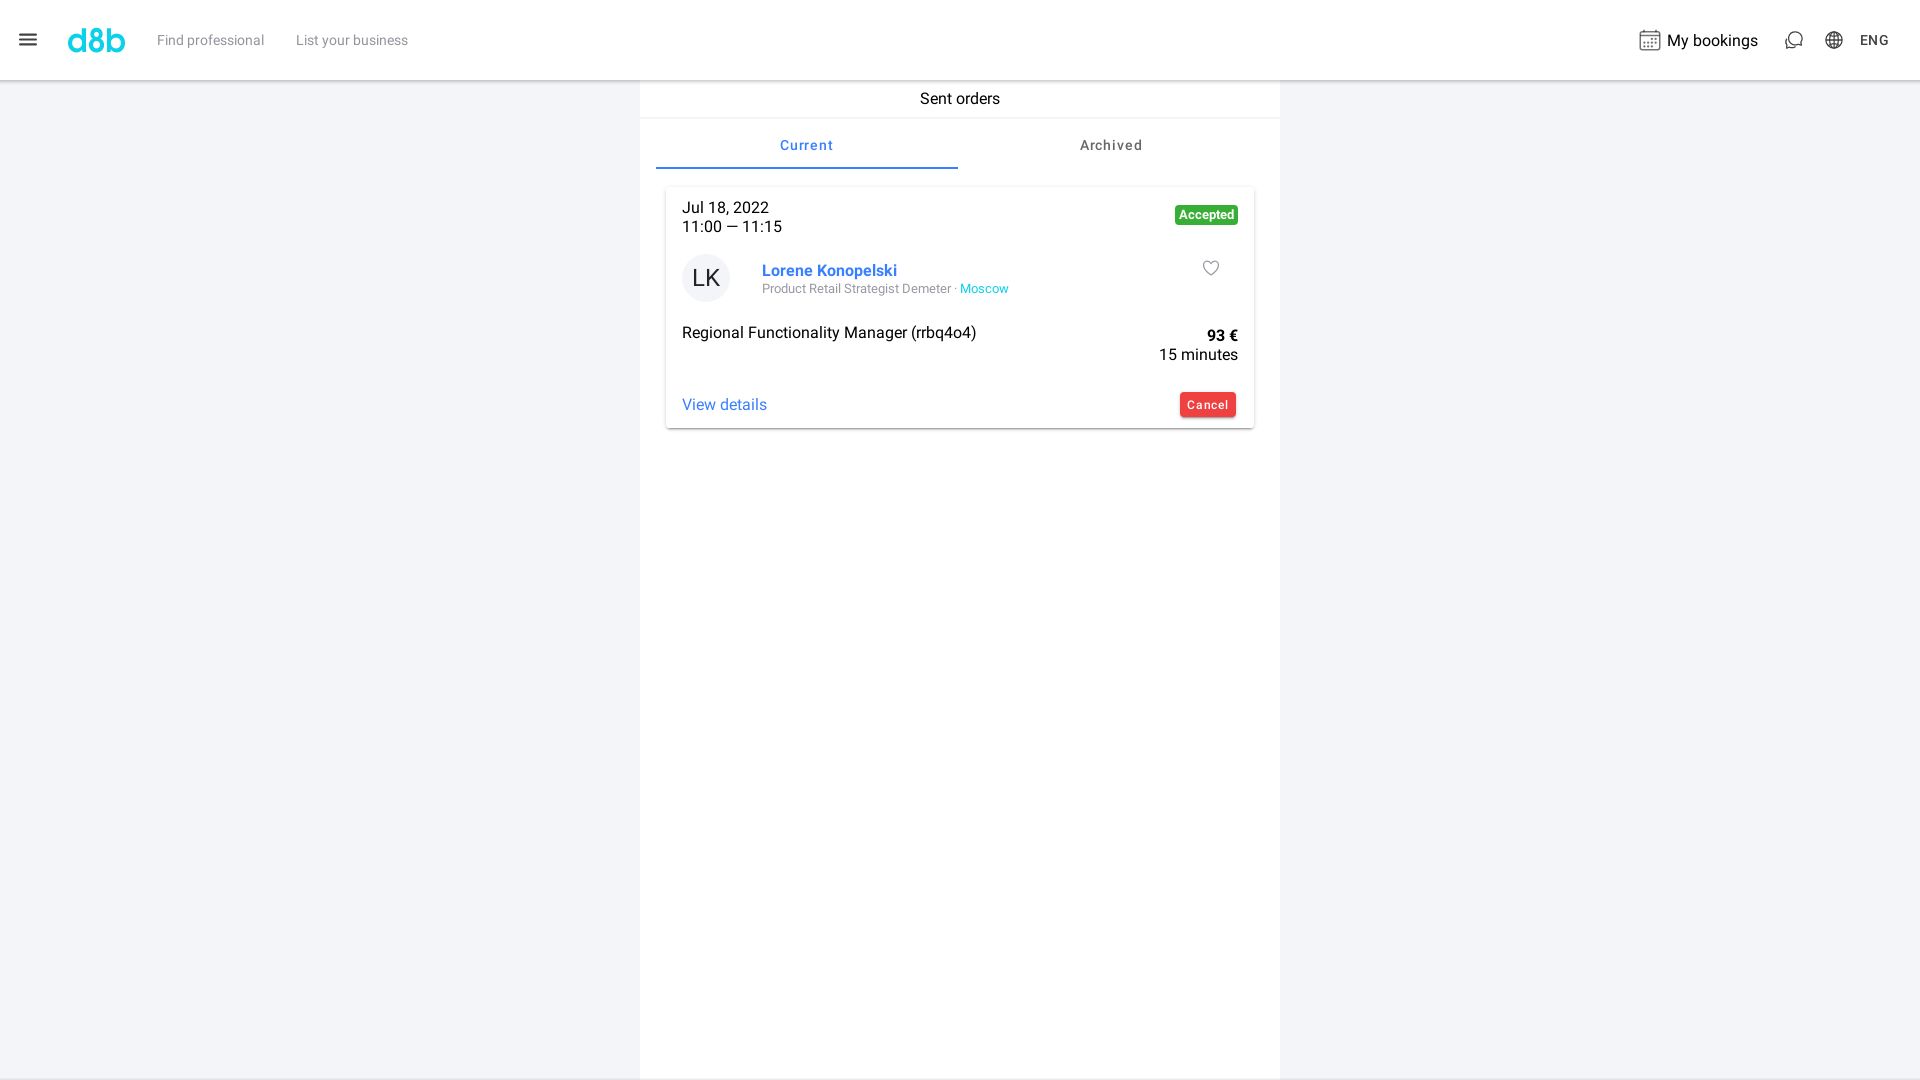 d8b
Find professional
List your business
My bookings
ENG
Sent orders
Current
Archived
Jul 18, 2022
11:00 — 11:15
Accepted
LK
Lorene Konopelski
Product Retail Strategist Demeter · Moscow
Regional Functionality Manager (rrbq4o4)
93 €
15 minutes
View details
Cancel